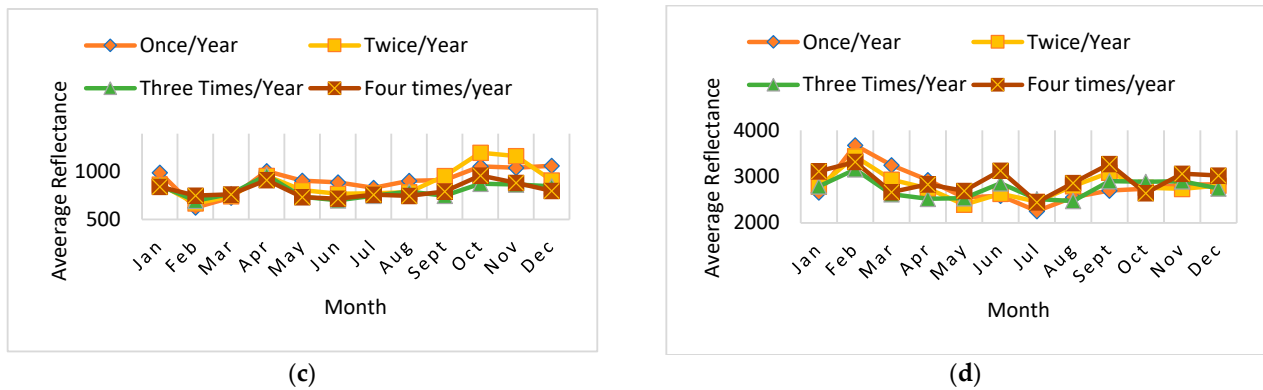 Once/Year Twice/Year
Three Times/Year Four times/year
Aveerage Reflectance
1000
500
Jan Feb Mar Apr May Jun Jul Aug Sept Oct Nov Dec
Month
(c)
Once/Year Twice/Year
Three Times/Year Four times/year
Aveerage Reflectance
4000
3000
2000
Jan Feb Mar Apr May Jun Jul Aug Sept Oct Nov Dec
Month
(d)